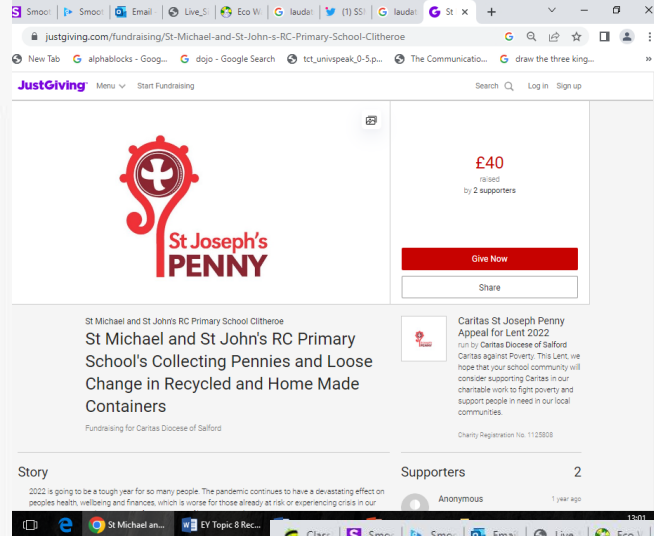 Smoot
Smoot
Email
Live_S
Eco W
laudat
(1) SSI
laudat
St
justgiving.com/fundraising/St-Michael-and-St-John-s-RC-Primary-School-Clitheroe
New Tab
alphablocks - Goog...
dojo - Google Search
tct_univspeak_0-5.p...
The Communicatio...
draw the three king...
JustGiving
Menu
Start Fundraising
Search
Log in
Sign up
St Joseph's
PENNY
£40
raised
by 2 supporters
Give Now
Share
St Michael and St John's RC Primary School Clitheroe
St Michael and St John's RC Primary
School's Collecting Pennies and Loose
Change in Recycled and Home Made
Containers
Fundraising for Caritas Diocese of Salford
Caritas St Joseph Penny
Appeal for Lent 2022
run by Caritas Diocese of Salford
Caritas against Poverty. This Lent, we
hope that your school community will
consider supporting Caritas in our
charitable work to fight poverty and
support people in need in our local
communities.
Charity Registration No. 1125808
Story
2022 is going to be a tough year for so many people. The pandemic continues to have a devastating effect on
peoples health, wellbeing and finances, which is worse for those already at risk or experiencing crisis in our
Supporters 2
Anonymous
1 year ago
St Michael an...
EY Topic 8 Rec...
13:01
Class
Smoo
Smoo
Email
Live
Eco